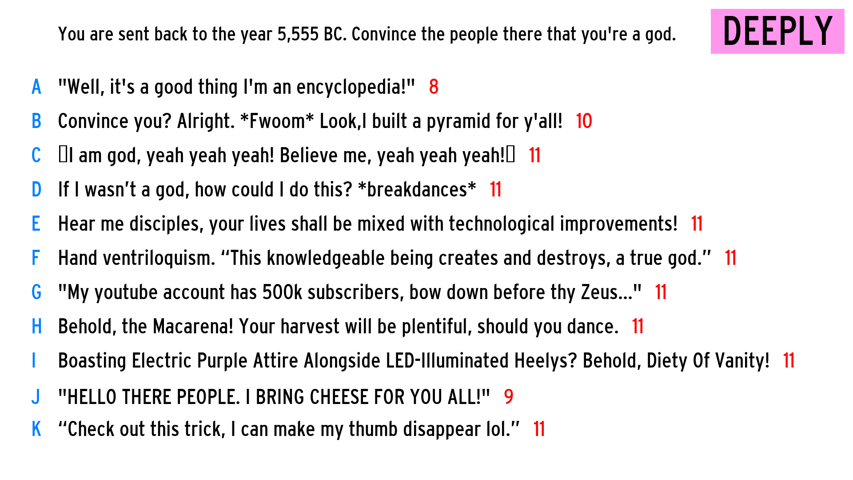 You are sent back to the year 5,555 BC. Convince the people there that you're a god.
DEEPLY
A "Well, it's a good thing I'm an encyclopedia!" 8
B Convince you? Alright. *Fwoom* Look,I built a pyramid for y'all! 10
C ▯I am god, yeah yeah yeah! Believe me, yeah yeah yeah!▯ 11
D If I wasn’t a god, how could I do this? *breakdances* 11
E Hear me disciples, your lives shall be mixed with technological improvements! 11
F Hand ventriloquism. “This knowledgeable being creates and destroys, a true god.” 11
G "My youtube account has 500k subscribers, bow down before thy Zeus..." 11
H Behold, the Macarena! Your harvest will be plentiful, should you dance. 11
I Boasting Electric Purple Attire Alongside LED-Illuminated Heelys? Behold, Diety Of Vanity! 11
J "HELLO THERE PEOPLE. I BRING CHEESE FOR YOU ALL!" 9
K “Check out this trick, I can make my thumb disappear lol.” 11